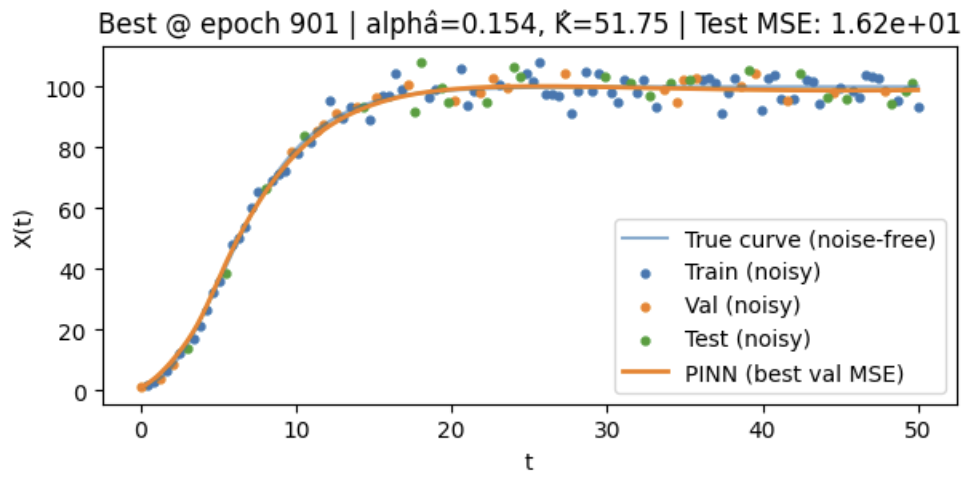 Best @ epoch 901 | alphâ=0.154, K̂=51.75 | Test MSE: 1.62e+01
X(t)
100
80
60
40
20
0
True curve (noise-free)
Train (noisy)
Val (noisy)
Test (noisy)
PINN (best val MSE)
0 10 20 30 40 50
t